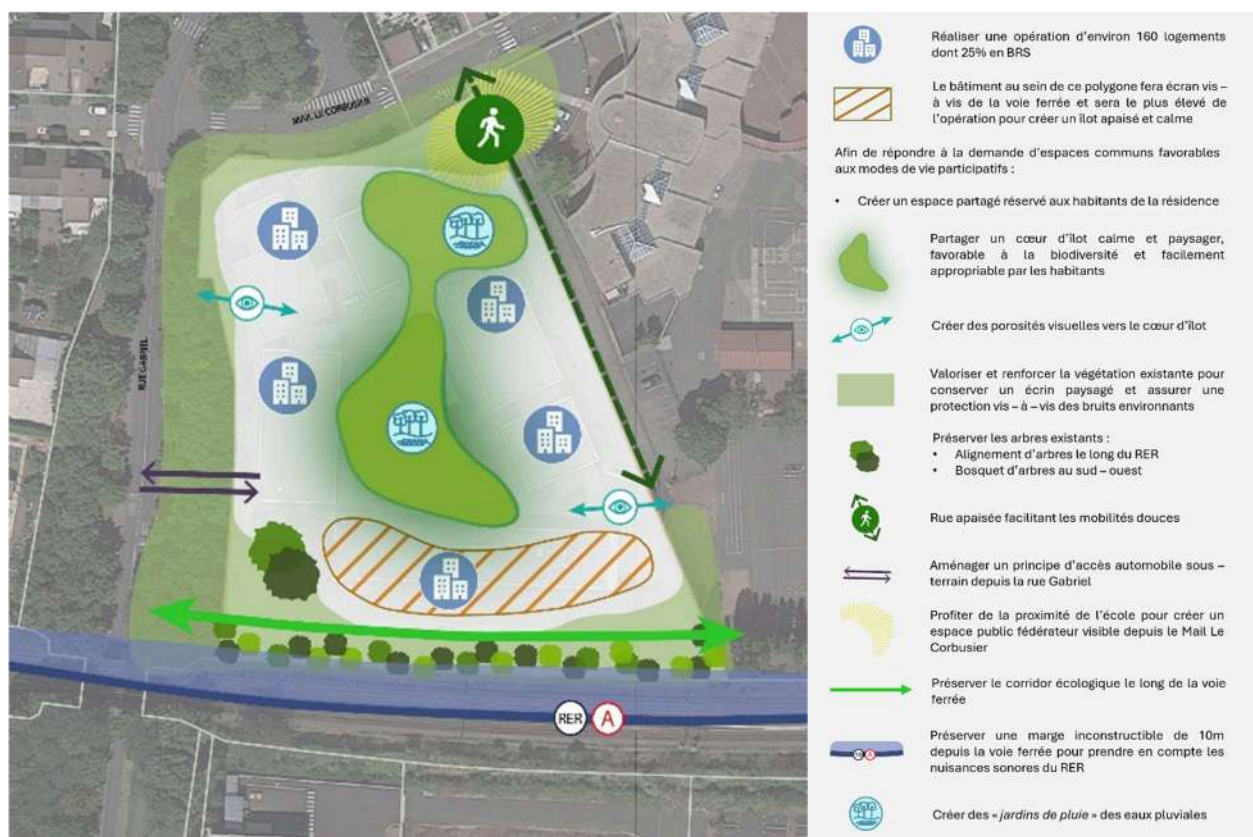 MAIL LE CORBUSIER
RUE GABRIEL
RER A
Réaliser une opération d'environ 160 logements
dont 25% en BRS
Le bâtiment au sein de ce polygone fera écran vis –
à vis de la voie ferrée et sera le plus élevé de
l'opération pour créer un îlot apaisé et calme
Afin de répondre à la demande d'espaces communs favorables
aux modes de vie participatifs :
• Créer un espace partagé réservé aux habitants de la résidence
Partager un cœur d'îlot calme et paysager,
favorable à la biodiversité et facilement
appropriable par les habitants
Créer des porosités visuelles vers le cœur d'îlot
Valoriser et renforcer la végétation existante pour
conserver un écrin paysagé et assurer une
protection vis – à – vis des bruits environnants
Préserver les arbres existants :
• Alignement d'arbres le long du RER
• Bosquet d'arbres au sud – ouest
Rue apaisée facilitant les mobilités douces
Aménager un principe d'accès automobile sous –
terrain depuis la rue Gabriel
Profiter de la proximité de l'école pour créer un
espace public fédérateur visible depuis le Mail Le
Corbusier
Préserver le corridor écologique le long de la voie
ferrée
Préserver une marge inconstructible de 10m
depuis la voie ferrée pour prendre en compte les
nuisances sonores du RER
Créer des « jardins de pluie » des eaux pluviales